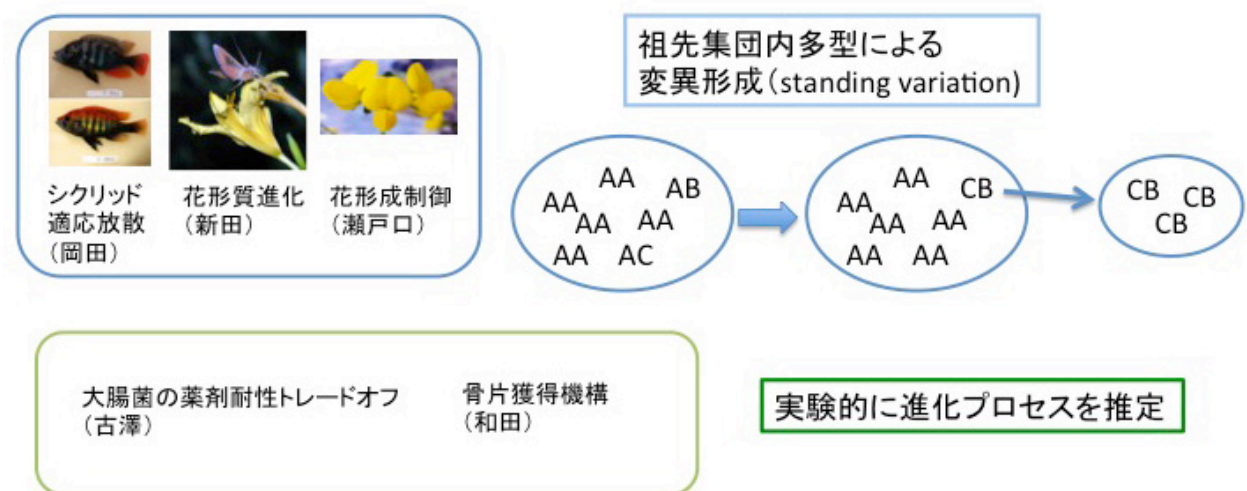 シクリッド
適応放散
(岡田)
花形質進化
(新田)
花形成制御
(瀬戸口)
祖先集団内多型による
変異形成(standing variation)
AA
AB
AA
AA
AA
AA
AC
AA
CB
AA
AA
AA
AA
AA
CB
CB
CB
大腸菌の薬剤耐性トレードオフ
(古澤)
骨片獲得機構
(和田)
実験的に進化プロセスを推定